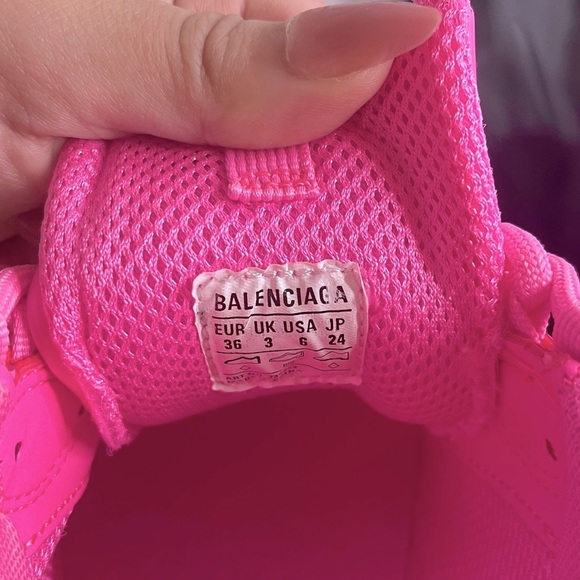 BALENCIAGA
EUR UK USA JP
36 3 6 24